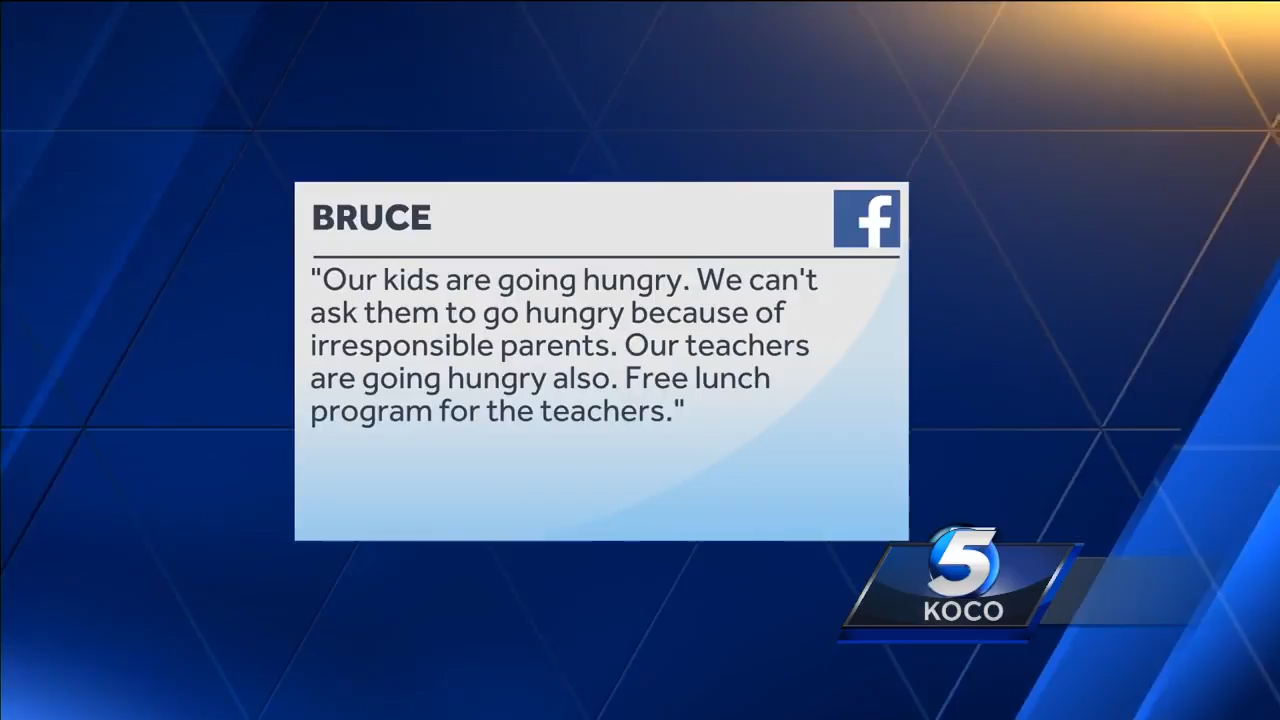 BRUCE
f
"Our kids are going hungry. We can't
ask them to go hungry because of
irresponsible parents. Our teachers
are going hungry also. Free lunch
program for the teachers."
5
KOCO